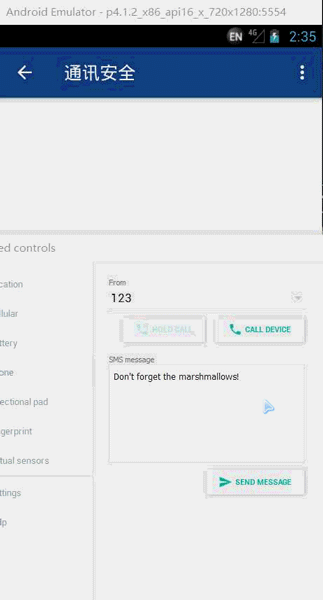 Android Emulator - p4.1.2_x86_api16_x_720x1280:5554
EN 4G 2:35
通讯安全
ed controls
cation
From
llular
123
HOLD CALL
CALL DEVICE
ttery
SMS message
one
Don't forget the marshmallows!
ectional pad
ngerprint
tual sensors
SEND MESSAGE
ttings
lp